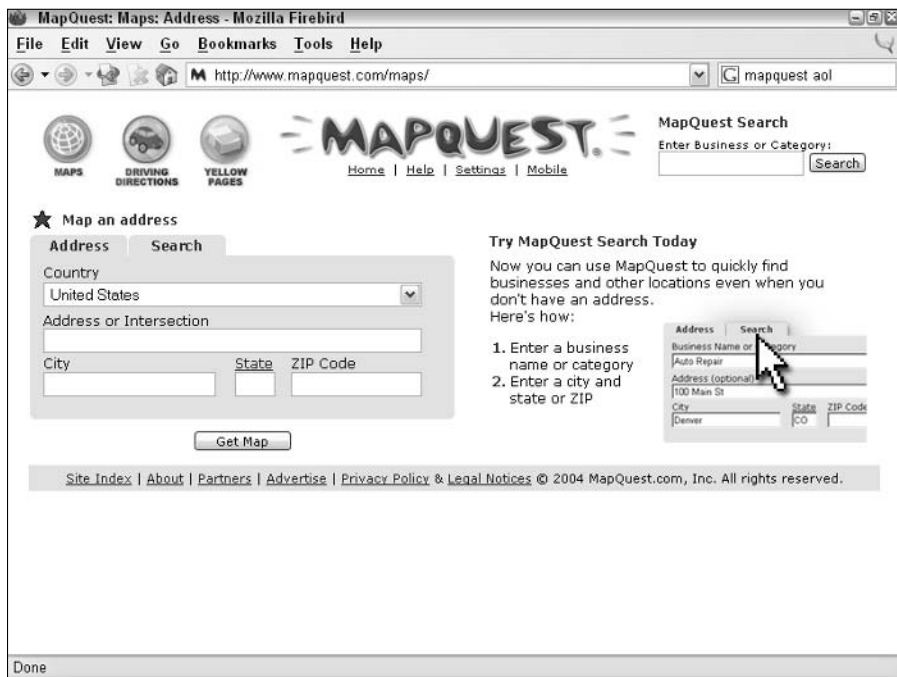 MapQuest: Maps: Address - Mozilla Firebird
File Edit View Go Bookmarks Tools Help
M http://www.mapquest.com/maps/
G mapquest aol
MAPS
DRIVING DIRECTIONS
YELLOW PAGES
MAPQUEST.
Home | Help | Settings | Mobile
MapQuest Search
Enter Business or Category:
Search
Map an address
Address Search
Country
United States
Address or Intersection
City State ZIP Code
Get Map
Try MapQuest Search Today
Now you can use MapQuest to quickly find
businesses and other locations even when you
don't have an address.
Here's how:
1. Enter a business
name or category
2. Enter a city and
state or ZIP
Address Search
Business Name or Category
Auto Repair
Address (optional)
100 Main St
City State ZIP Code
Denver CO
Site Index | About | Partners | Advertise | Privacy Policy & Legal Notices © 2004 MapQuest.com, Inc. All rights reserved.
Done